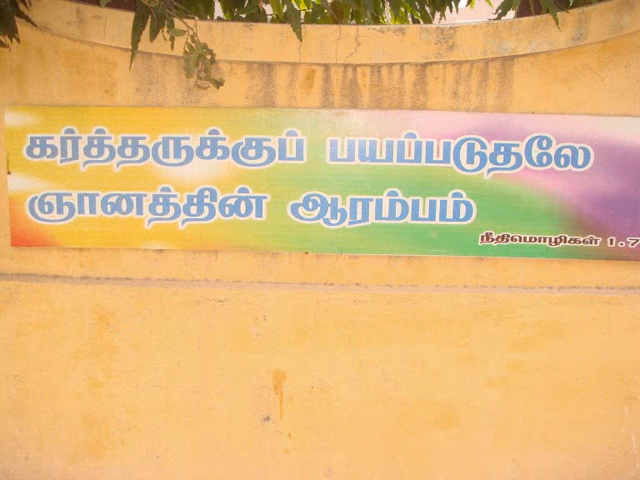 கர்த்தருக்குப் பயப்படுதலே
ஞானத்தின் ஆரம்பம்
நீதிமொழிகள் 1.7